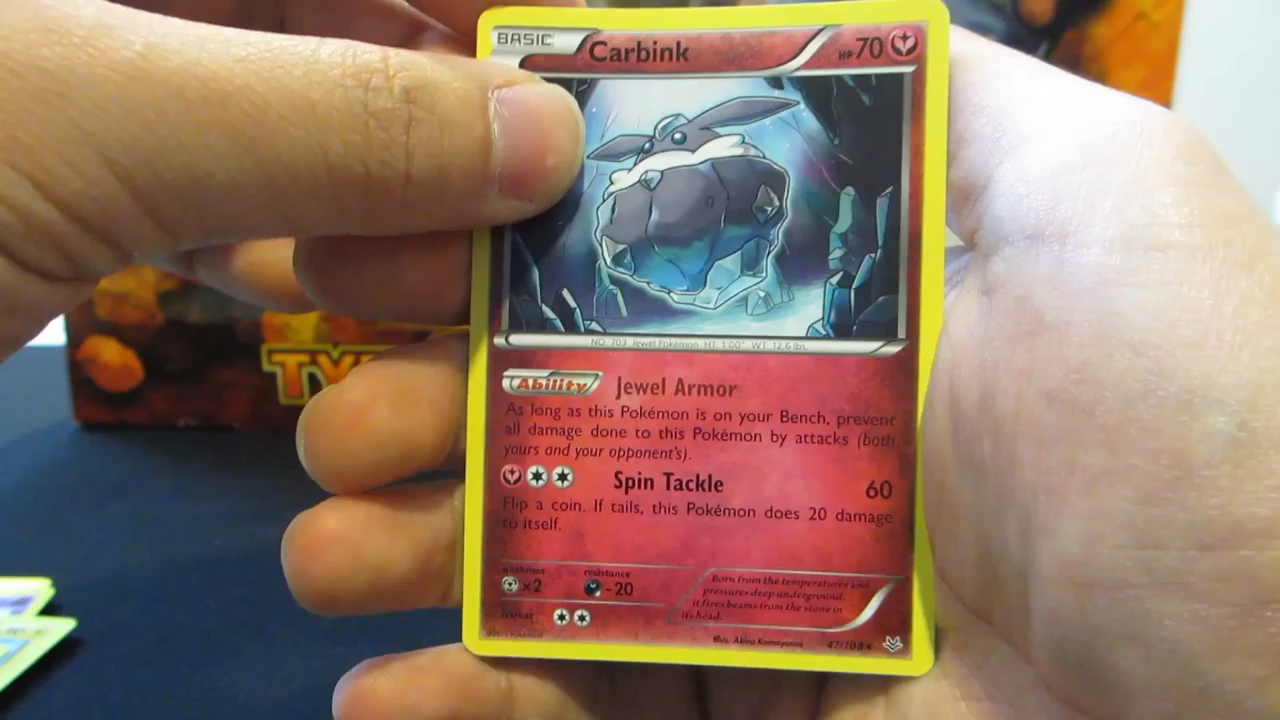 BASIC Carbink HP 70
NO. 703 Jewel Pokémon HT: 1'00" WT: 12.6 lbs.
Ability Jewel Armor
As long as this Pokémon is on your Bench, prevent
all damage done to this Pokémon by attacks (both
yours and your opponent's).
Spin Tackle 60
Flip a coin. If tails, this Pokémon does 20 damage
to itself.
weakness resistance
×2 -20
retreat
Born from the temperatures and
pressures deep underground,
it fires beams from the stone in
its head.
©2015 Pokémon Illus. Akira Komayama 47/108
TY